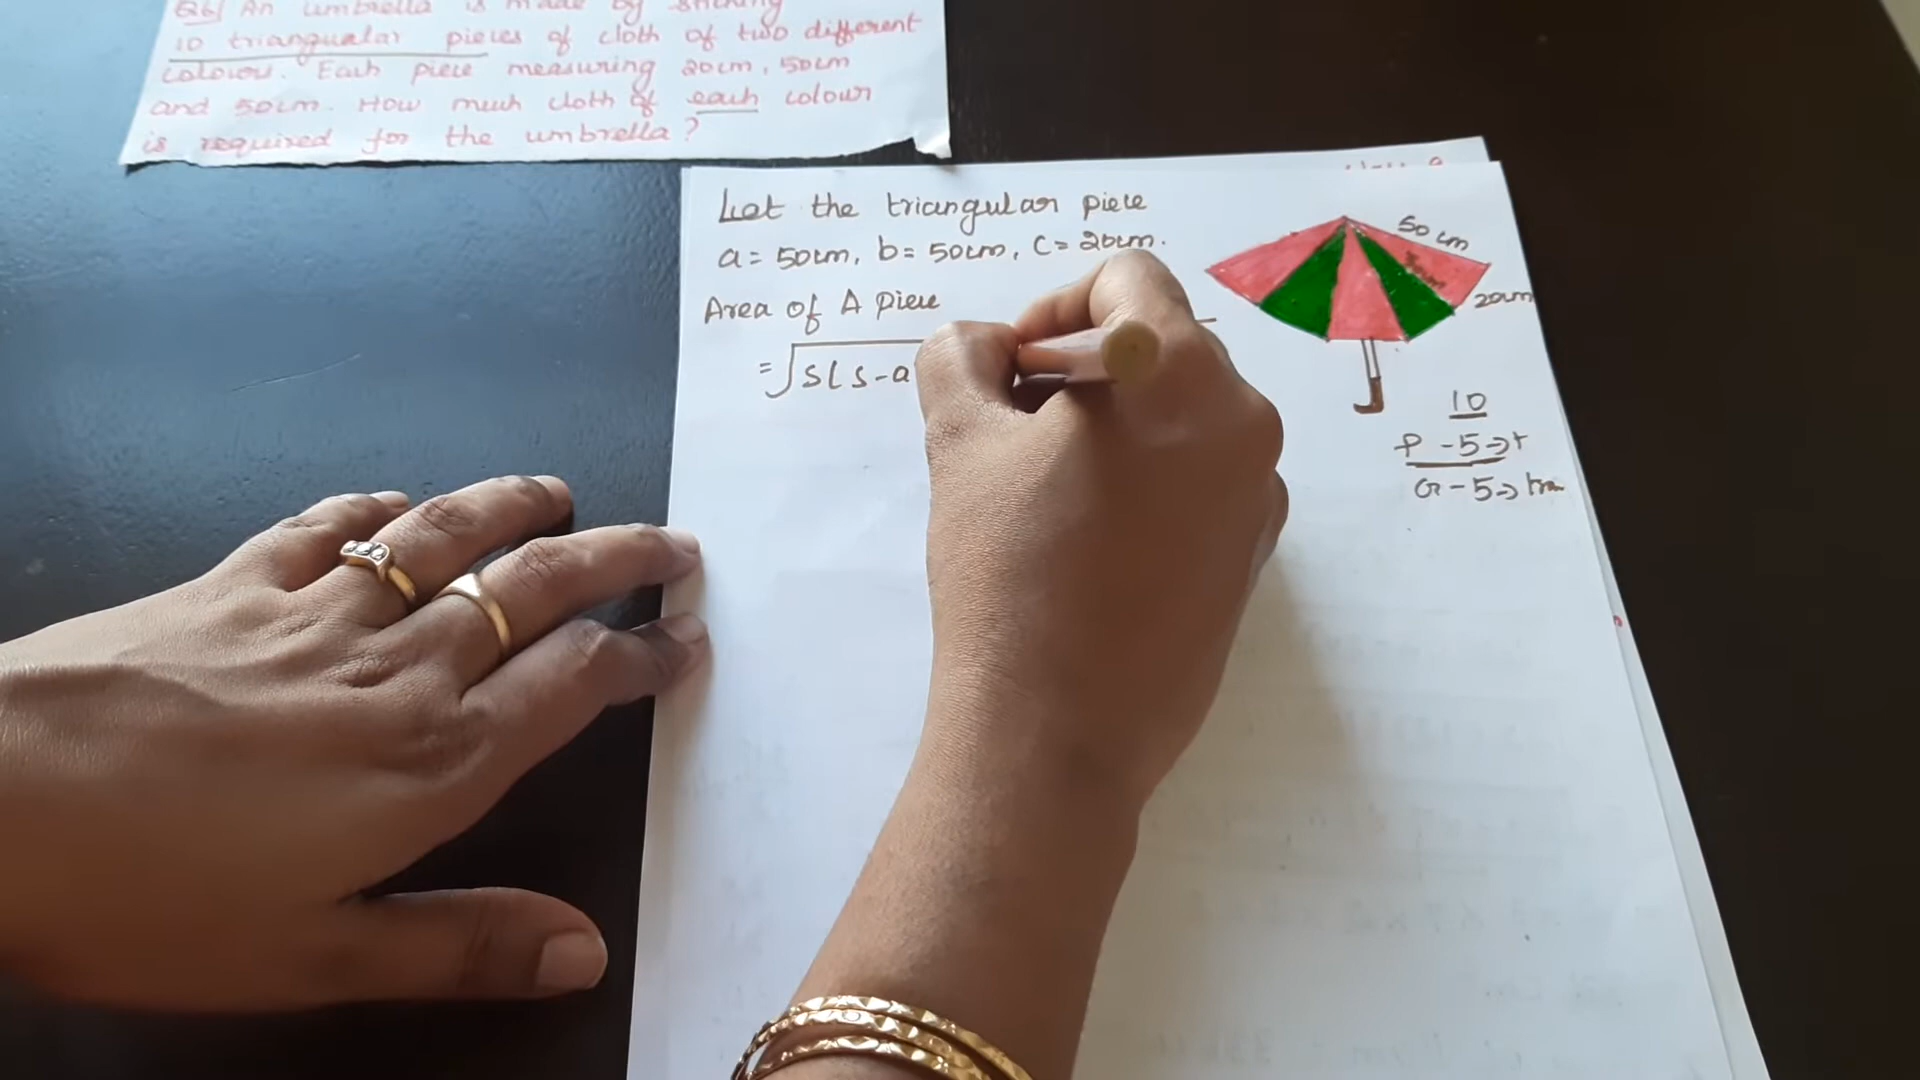 Q6) An umbrella is made by stitching
10 triangualar pieces of cloth of two different
colours. Each piece measuring 20cm, 50cm
and 50cm. How much cloth of each colour
is required for the umbrella?
Let the triangular piece
a = 50cm, b = 50cm, c = 20cm.
Area of A piece
= √s(s-a
50 cm
20cm
10
P - 5 → t
G - 5 →